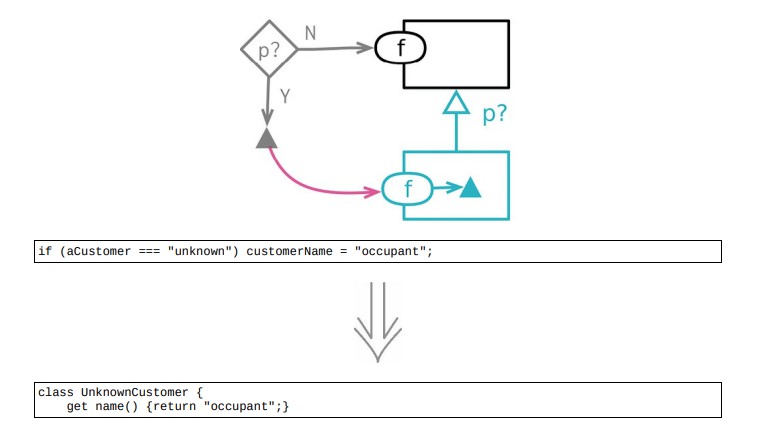 p?
N
f
Y
p?
f
if (aCustomer === "unknown") customerName = "occupant";
class UnknownCustomer {
    get name() {return "occupant";}